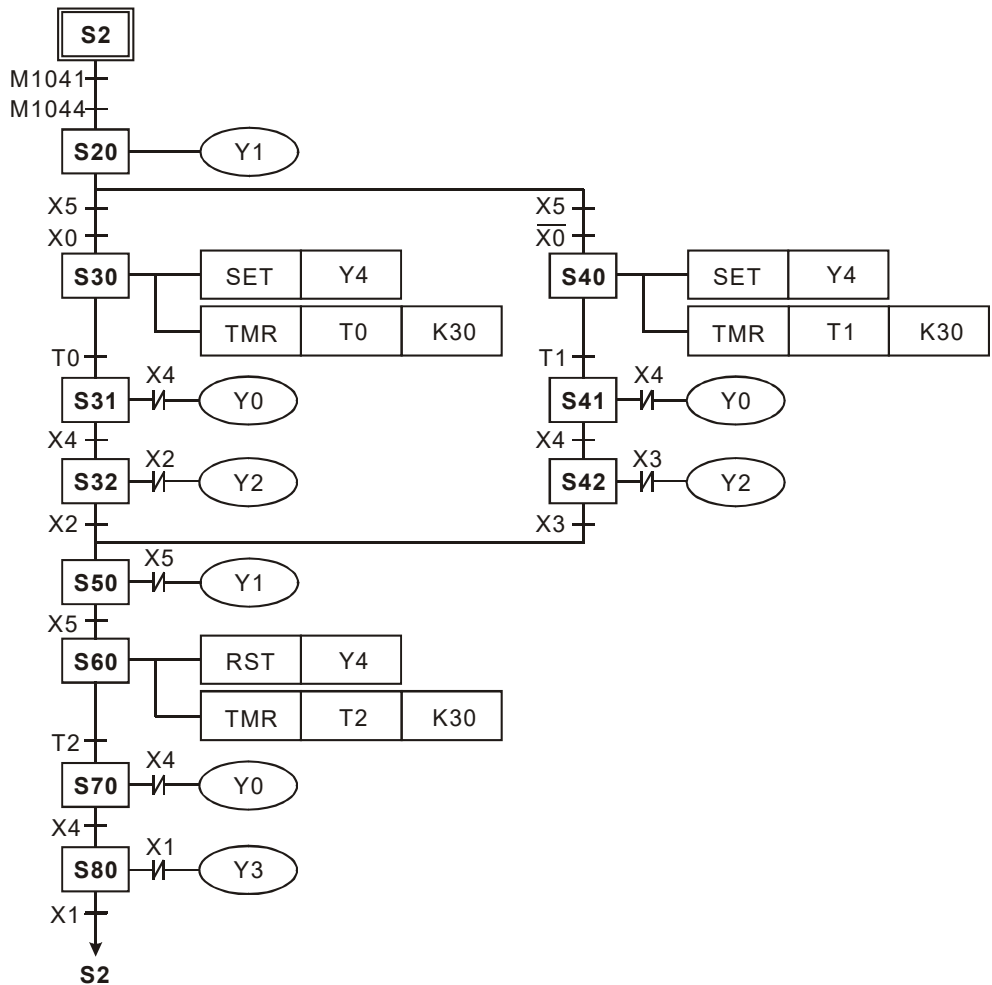 S2
M1041
M1044
S20 Y1
X5 X5
X0 X̅0̅
S30 SET Y4 S40 SET Y4
TMR T0 K30 TMR T1 K30
T0 T1
X4 X4
S31 Y0 S41 Y0
X4 X4
X2 X3
S32 Y2 S42 Y2
X2 X3
X5
S50 Y1
X5
S60 RST Y4
TMR T2 K30
T2
X4
S70 Y0
X4
X1
S80 Y3
X1
S2